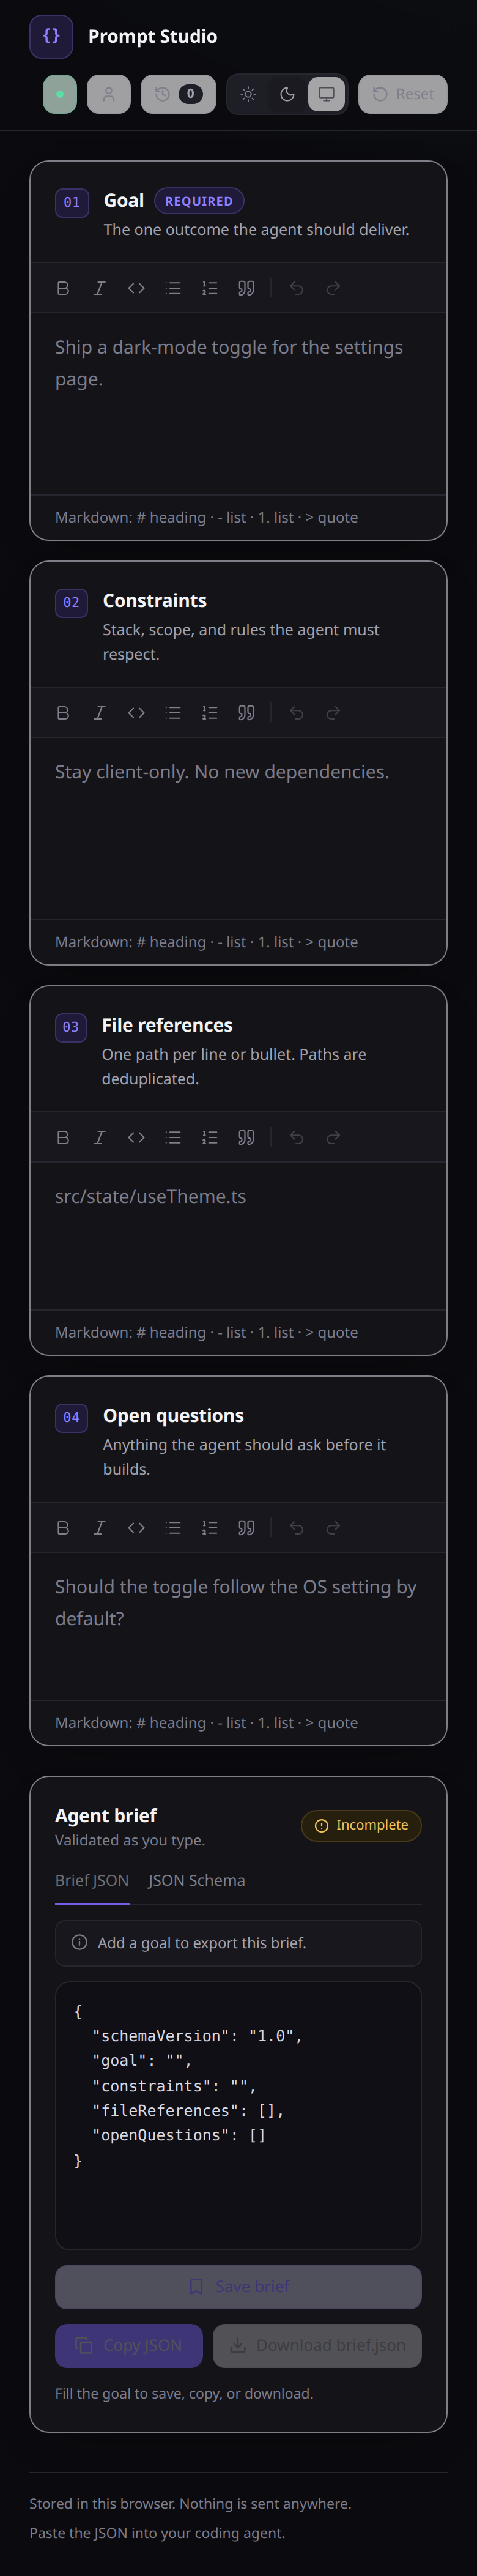 {} Prompt Studio
0 Reset
01 Goal REQUIRED
The one outcome the agent should deliver.
Ship a dark-mode toggle for the settings
page.
Markdown: # heading · - list · 1. list · > quote
02 Constraints
Stack, scope, and rules the agent must
respect.
Stay client-only. No new dependencies.
Markdown: # heading · - list · 1. list · > quote
03 File references
One path per line or bullet. Paths are
deduplicated.
src/state/useTheme.ts
Markdown: # heading · - list · 1. list · > quote
04 Open questions
Anything the agent should ask before it
builds.
Should the toggle follow the OS setting by
default?
Markdown: # heading · - list · 1. list · > quote
Agent brief
Incomplete
Validated as you type.
Brief JSON JSON Schema
Add a goal to export this brief.
{
  "schemaVersion": "1.0",
  "goal": "",
  "constraints": "",
  "fileReferences": [],
  "openQuestions": []
}
Save brief
Copy JSON Download brief.json
Fill the goal to save, copy, or download.
Stored in this browser. Nothing is sent anywhere.
Paste the JSON into your coding agent.